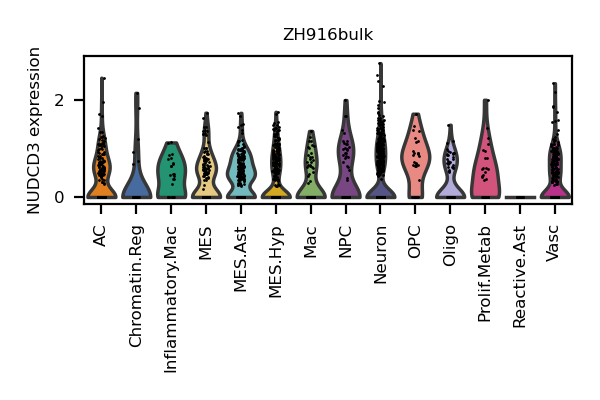 ZH916bulk
NUDCD3 expression
2
0
AC
Chromatin.Reg
Inflammatory.Mac
MES
MES.Ast
MES.Hyp
Mac
NPC
Neuron
OPC
Oligo
Prolif.Metab
Reactive.Ast
Vasc